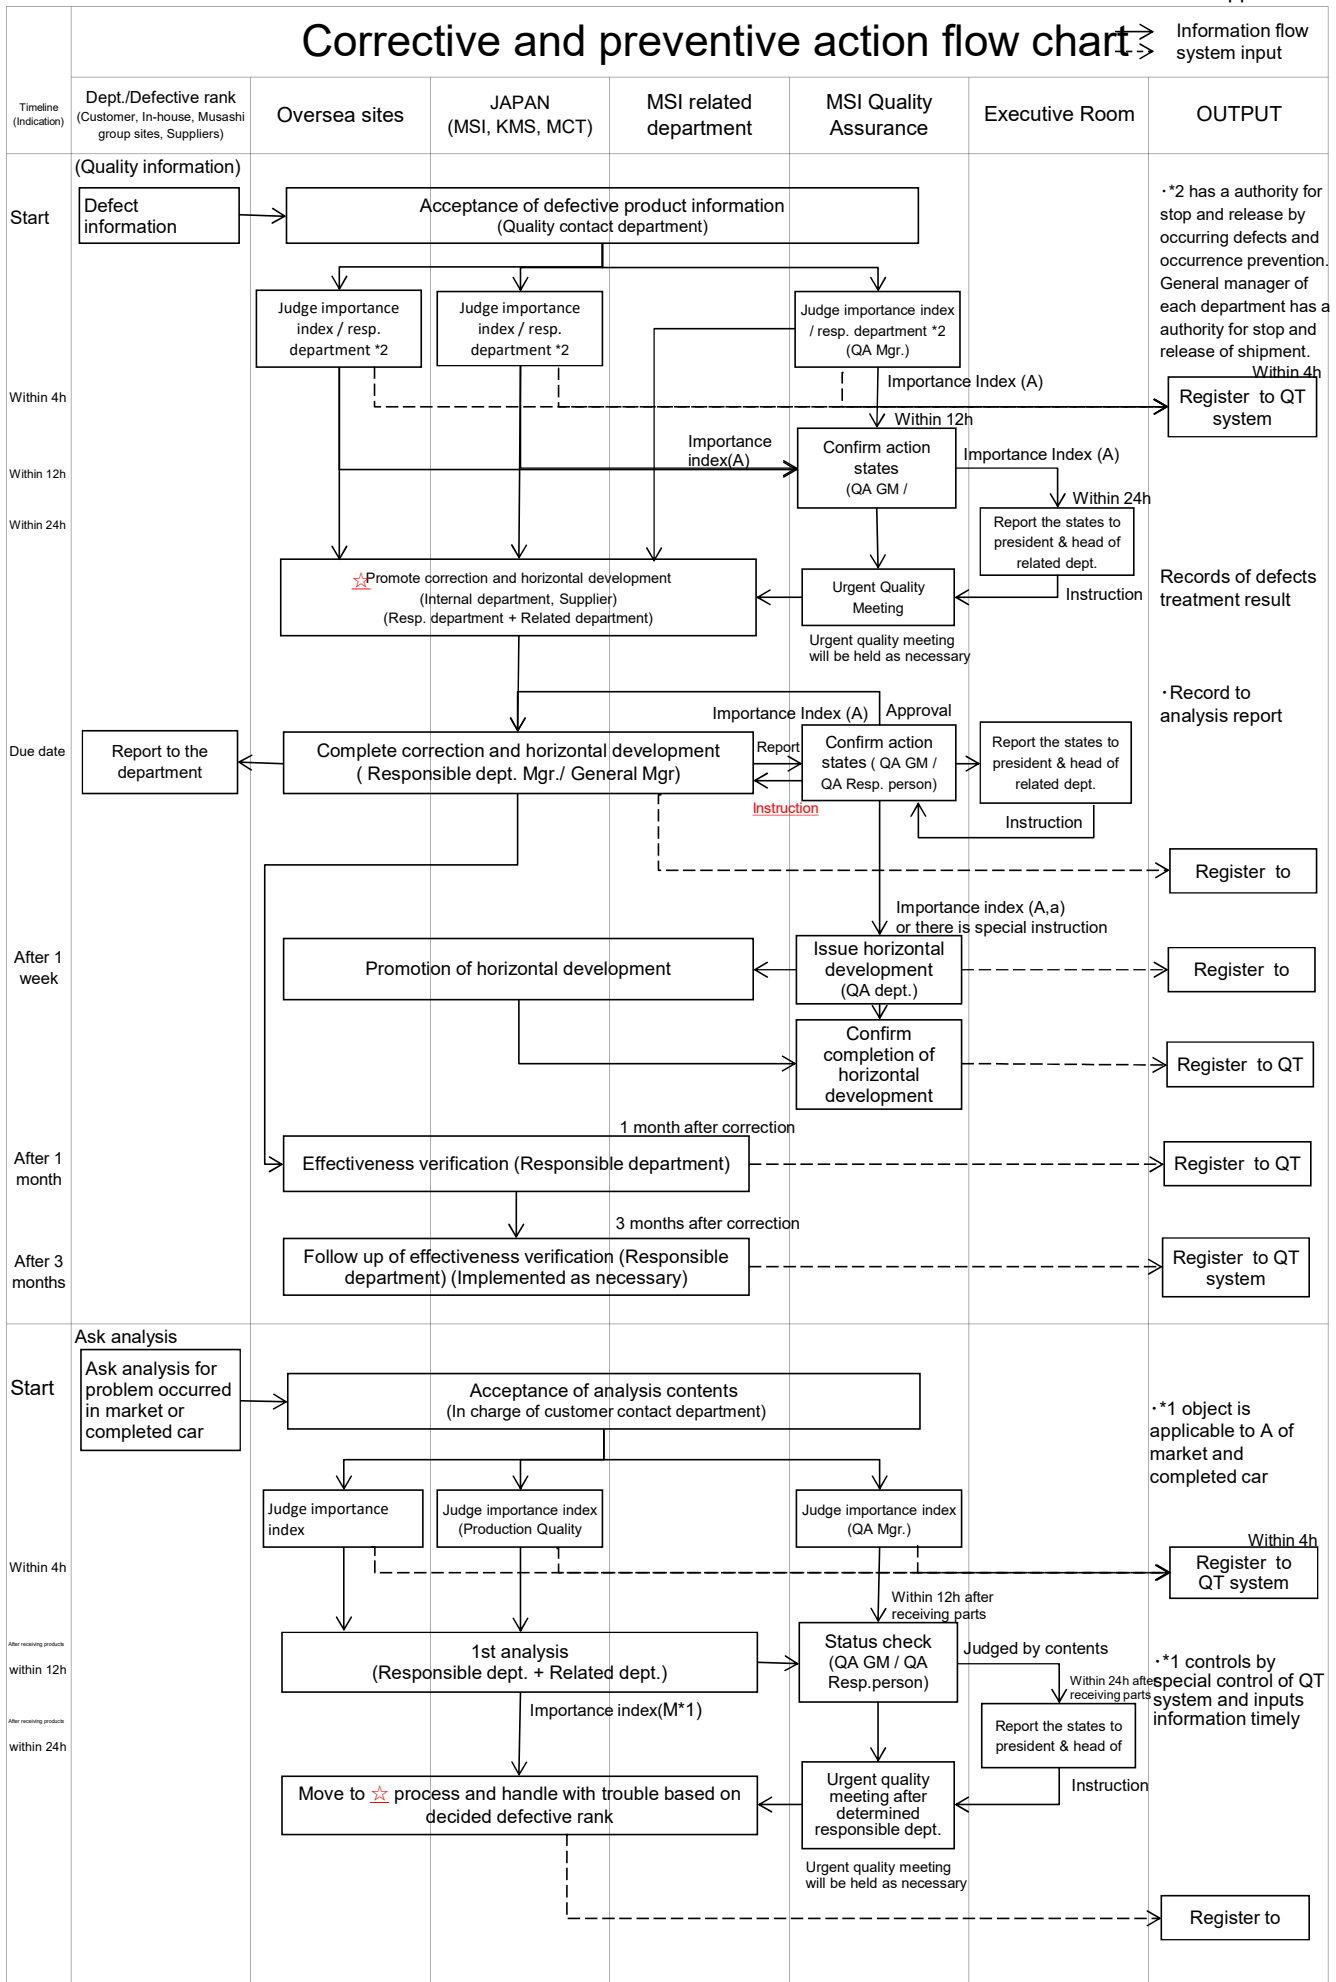 Corrective and preventive action flow chart
Information flow
system input
Timeline
(Indication)
Dept./Defective rank
(Customer, In-house, Musashi
group sites, Suppliers)
Oversea sites
JAPAN
(MSI, KMS, MCT)
MSI related
department
MSI Quality
Assurance
Executive Room
OUTPUT
(Quality information)
Start
Defect
information
Acceptance of defective product information
(Quality contact department)
・*2 has a authority for
stop and release by
occurring defects and
occurrence prevention.
General manager of
each department has a
authority for stop and
release of shipment.
Judge importance
index / resp.
department *2
Judge importance
index / resp.
department *2
Judge importance index
/ resp. department *2
(QA Mgr.)
Within 4h
Importance Index (A)
Within 4h
Register  to QT
system
Within 12h
Within 12h
Importance
index(A)
Confirm action
states
(QA GM /
Importance Index (A)
Within 24h
Within 24h
Report the states to
president & head of
related dept.
☆Promote correction and horizontal development
(Internal department, Supplier)
(Resp. department + Related department)
Urgent Quality
Meeting
Instruction
Records of defects
treatment result
Urgent quality meeting
will be held as necessary
・Record to
analysis report
Importance Index (A)
Approval
Due date
Report to the
department
Complete correction and horizontal development
( Responsible dept. Mgr./ General Mgr)
Report
Instruction
Confirm action
states ( QA GM /
QA Resp. person)
Report the states to
president & head of
related dept.
Instruction
Register  to
Importance index (A,a)
or there is special instruction
After 1
week
Promotion of horizontal development
Issue horizontal
development
(QA dept.)
Register  to
Confirm
completion of
horizontal
development
Register  to QT
1 month after correction
After 1
month
Effectiveness verification (Responsible department)
Register  to QT
3 months after correction
After 3
months
Follow up of effectiveness verification (Responsible
department) (Implemented as necessary)
Register  to QT
system
Ask analysis
Start
Ask analysis for
problem occurred
in market or
completed car
Acceptance of analysis contents
(In charge of customer contact department)
・*1 object is
applicable to A of
market and
completed car
Judge importance
index
Judge importance index
(Production Quality
Judge importance index
(QA Mgr.)
Within 4h
Within 4h
Register  to
QT system
Within 12h after
receiving parts
After receiving products
within 12h
1st analysis
(Responsible dept. + Related dept.)
Status check
(QA GM / QA
Resp.person)
Judged by contents
Within 24h after
receiving parts
・*1 controls by
special control of QT
system and inputs
information timely
Importance index(M*1)
After receiving products
within 24h
Report the states to
president & head of
Move to ☆ process and handle with trouble based on
decided defective rank
Urgent quality
meeting after
determined
responsible dept.
Instruction
Urgent quality meeting
will be held as necessary
Register to